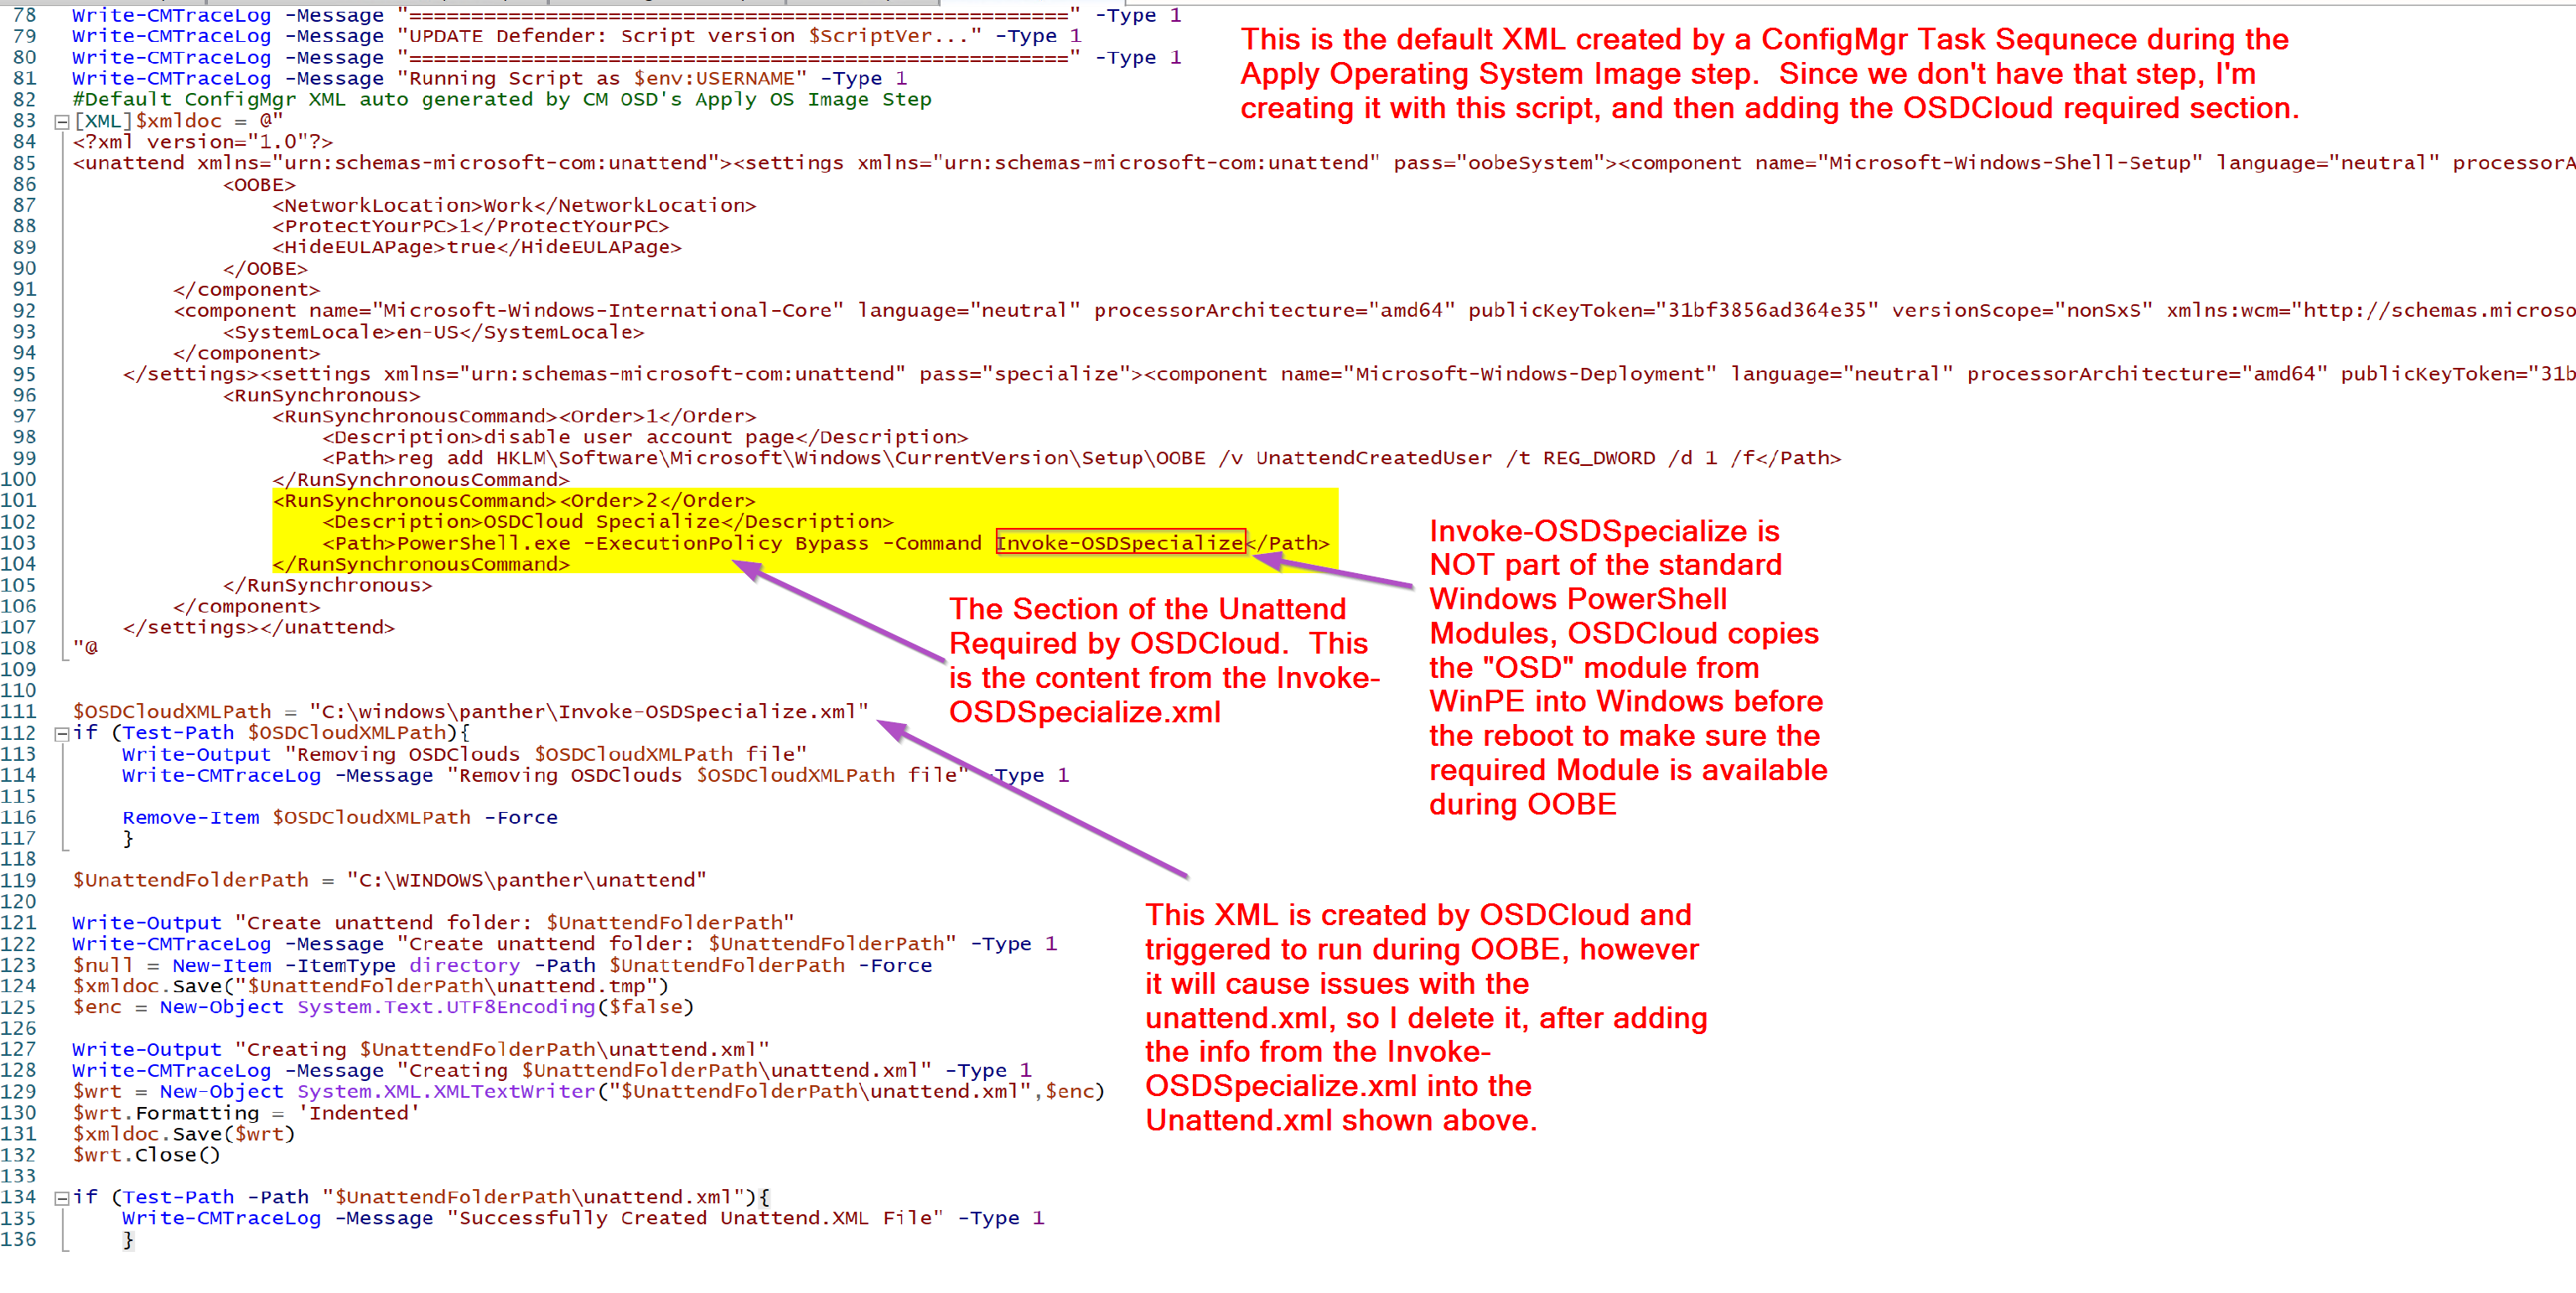 78 Write-CMTraceLog -Message "=====================================================" -Type 1
79 Write-CMTraceLog -Message "UPDATE Defender: Script version $ScriptVer..." -Type 1
80 Write-CMTraceLog -Message "=====================================================" -Type 1
81 Write-CMTraceLog -Message "Running Script as $env:USERNAME" -Type 1
82 #Default ConfigMgr XML auto generated by CM OSD's Apply OS Image Step
83 [XML]$xmldoc = @"
84 <?xml version="1.0"?>
85 <unattend xmlns="urn:schemas-microsoft-com:unattend"><settings xmlns="urn:schemas-microsoft-com:unattend" pass="oobeSystem"><component name="Microsoft-Windows-Shell-Setup" language="neutral" processorA
86 <OOBE>
87 <NetworkLocation>Work</NetworkLocation>
88 <ProtectYourPC>1</ProtectYourPC>
89 <HideEULAPage>true</HideEULAPage>
90 </OOBE>
91 </component>
92 <component name="Microsoft-Windows-International-Core" language="neutral" processorArchitecture="amd64" publicKeyToken="31bf3856ad364e35" versionScope="nonSxS" xmlns:wcm="http://schemas.microso
93 <SystemLocale>en-US</SystemLocale>
94 </component>
95 </settings><settings xmlns="urn:schemas-microsoft-com:unattend" pass="specialize"><component name="Microsoft-Windows-Deployment" language="neutral" processorArchitecture="amd64" publicKeyToken="31b
96 <RunSynchronous>
97 <RunSynchronousCommand><Order>1</Order>
98 <Description>disable user account page</Description>
99 <Path>reg add HKLM\Software\Microsoft\Windows\CurrentVersion\Setup\OOBE /v UnattendCreatedUser /t REG_DWORD /d 1 /f</Path>
100 </RunSynchronousCommand>
101 <RunSynchronousCommand><Order>2</Order>
102 <Description>OSDCloud Specialize</Description>
103 <Path>PowerShell.exe -ExecutionPolicy Bypass -Command Invoke-OSDSpecialize</Path>
104 </RunSynchronousCommand>
105 </RunSynchronous>
106 </component>
107 </settings></unattend>
108 "@
109
110
111 $OSDCloudXMLPath = "C:\windows\panther\Invoke-OSDSpecialize.xml"
112 if (Test-Path $OSDCloudXMLPath){
113 Write-Output "Removing OSDClouds $OSDCloudXMLPath file"
114 Write-CMTraceLog -Message "Removing OSDClouds $OSDCloudXMLPath file" -Type 1
115
116 Remove-Item $OSDCloudXMLPath -Force
117 }
118
119 $UnattendFolderPath = "C:\WINDOWS\panther\unattend"
120
121 Write-Output "Create unattend folder: $UnattendFolderPath"
122 Write-CMTraceLog -Message "Create unattend folder: $UnattendFolderPath" -Type 1
123 $null = New-Item -ItemType directory -Path $UnattendFolderPath -Force
124 $xmldoc.Save("$UnattendFolderPath\unattend.tmp")
125 $enc = New-Object System.Text.UTF8Encoding($false)
126
127 Write-Output "Creating $UnattendFolderPath\unattend.xml"
128 Write-CMTraceLog -Message "Creating $UnattendFolderPath\unattend.xml" -Type 1
129 $wrt = New-Object System.XML.XMLTextWriter("$UnattendFolderPath\unattend.xml",$enc)
130 $wrt.Formatting = 'Indented'
131 $xmldoc.Save($wrt)
132 $wrt.Close()
133
134 if (Test-Path -Path "$UnattendFolderPath\unattend.xml"){
135 Write-CMTraceLog -Message "Successfully Created Unattend.XML File" -Type 1
136 }
This is the default XML created by a ConfigMgr Task Sequnece during the
Apply Operating System Image step. Since we don't have that step, I'm
creating it with this script, and then adding the OSDCloud required section.
The Section of the Unattend
Required by OSDCloud. This
is the content from the Invoke-
OSDSpecialize.xml
Invoke-OSDSpecialize is
NOT part of the standard
Windows PowerShell
Modules, OSDCloud copies
the "OSD" module from
WinPE into Windows before
the reboot to make sure the
required Module is available
during OOBE
This XML is created by OSDCloud and
triggered to run during OOBE, however
it will cause issues with the
unattend.xml, so I delete it, after adding
the info from the Invoke-
OSDSpecialize.xml into the
Unattend.xml shown above.